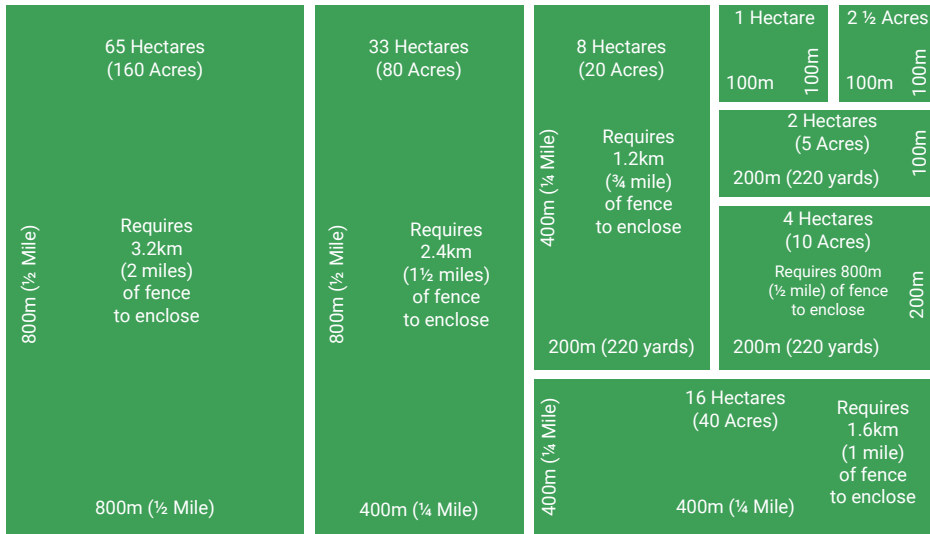 65 Hectares
(160 Acres)
800m (½ Mile)
Requires
3.2km
(2 miles)
of fence
to enclose
800m (½ Mile)
33 Hectares
(80 Acres)
800m (½ Mile)
Requires
2.4km
(1½ miles)
of fence
to enclose
400m (¼ Mile)
8 Hectares
(20 Acres)
400m (¼ Mile)
Requires
1.2km
(¾ mile)
of fence
to enclose
200m (220 yards)
1 Hectare
100m
100m
2 ½ Acres
100m
100m
2 Hectares
(5 Acres)
100m
200m (220 yards)
4 Hectares
(10 Acres)
Requires 800m
(½ mile) of fence
to enclose
200m
200m (220 yards)
16 Hectares
(40 Acres)
400m (¼ Mile)
Requires
1.6km
(1 mile)
of fence
to enclose
400m (¼ Mile)